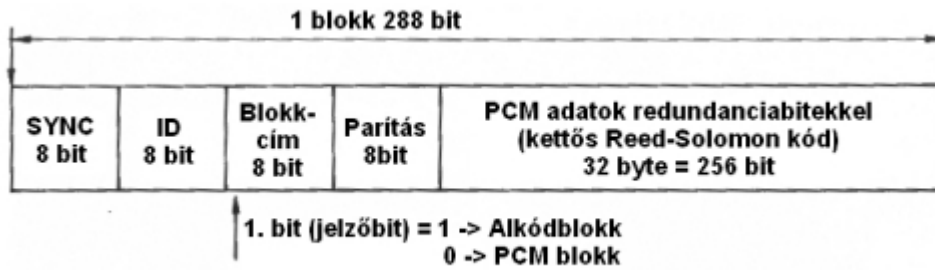 1 blokk 288 bit
SYNC
8 bit
ID
8 bit
Blokk-
cím
8 bit
Parítás
8bit
PCM adatok redundanciabitekkel
(kettős Reed-Solomon kód)
32 byte = 256 bit
1. bit (jelzőbit) = 1 -> Alkódblokk
0 -> PCM blokk